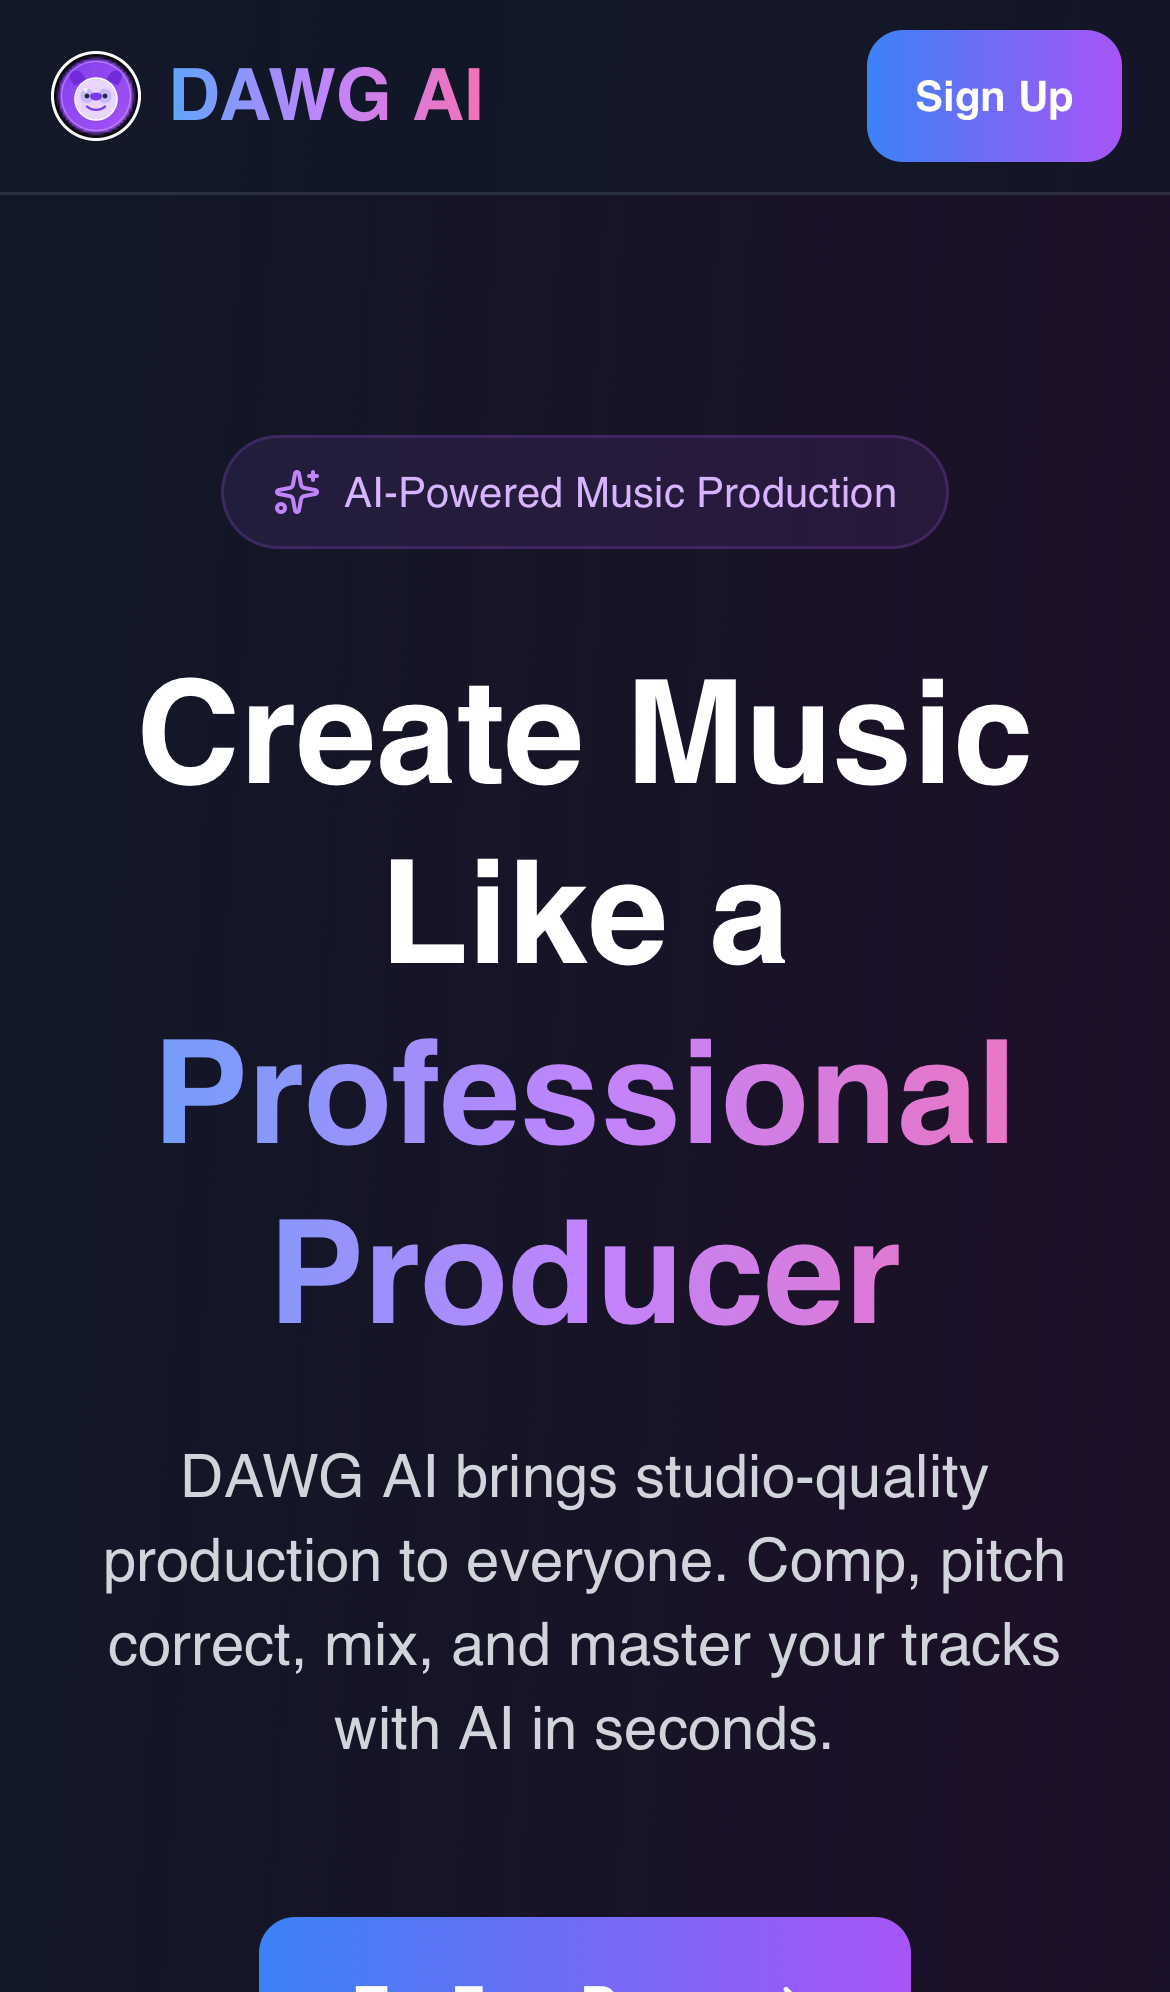 DAWG AI
Sign Up
AI-Powered Music Production
Create Music
Like a
Professional
Producer
DAWG AI brings studio-quality
production to everyone. Comp, pitch
correct, mix, and master your tracks
with AI in seconds.